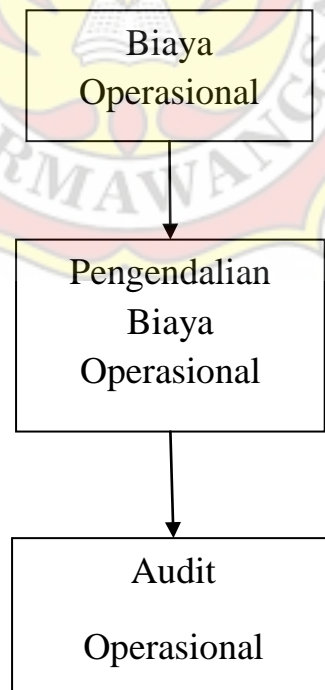 Biaya
Operasional
Pengendalian
Biaya
Operasional
Audit
Operasional